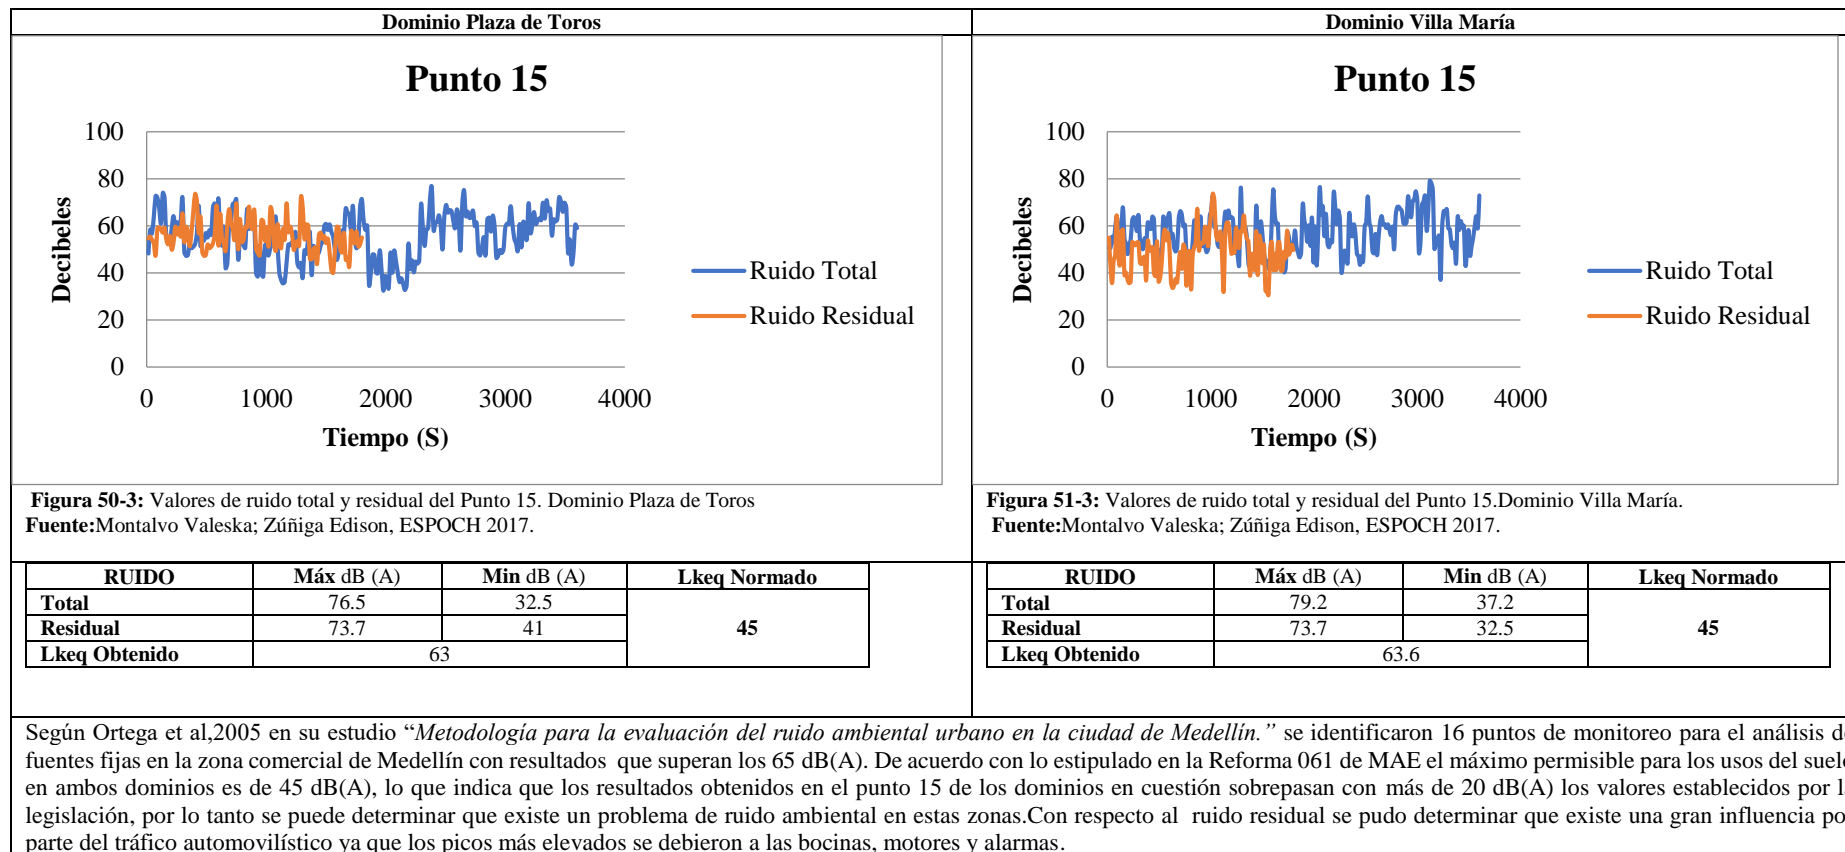 Dominio Plaza de Toros
Punto 15
100
80
60
40
20
0
Decibeles
0 1000 2000 3000 4000
Tiempo (S)
Ruido Total
Ruido Residual
Figura 50-3: Valores de ruido total y residual del Punto 15. Dominio Plaza de Toros
Fuente:Montalvo Valeska; Zúñiga Edison, ESPOCH 2017.
RUIDO Máx dB (A) Min dB (A) Lkeq Normado
Total 76.5 32.5
Residual 73.7 41 45
Lkeq Obtenido 63
Dominio Villa María
Punto 15
100
80
60
40
20
0
Decibeles
0 1000 2000 3000 4000
Tiempo (S)
Ruido Total
Ruido Residual
Figura 51-3: Valores de ruido total y residual del Punto 15.Dominio Villa María.
Fuente:Montalvo Valeska; Zúñiga Edison, ESPOCH 2017.
RUIDO Máx dB (A) Min dB (A) Lkeq Normado
Total 79.2 37.2
Residual 73.7 32.5 45
Lkeq Obtenido 63.6
Según Ortega et al,2005 en su estudio “Metodología para la evaluación del ruido ambiental urbano en la ciudad de Medellín.” se identificaron 16 puntos de monitoreo para el análisis
fuentes fijas en la zona comercial de Medellín con resultados que superan los 65 dB(A). De acuerdo con lo estipulado en la Reforma 061 de MAE el máximo permisible para los usos del suelo
en ambos dominios es de 45 dB(A), lo que indica que los resultados obtenidos en el punto 15 de los dominios en cuestión sobrepasan con más de 20 dB(A) los valores establecidos por
legislación, por lo tanto se puede determinar que existe un problema de ruido ambiental en estas zonas.Con respecto al ruido residual se pudo determinar que existe una gran influencia
parte del tráfico automovilístico ya que los picos más elevados se debieron a las bocinas, motores y alarmas.